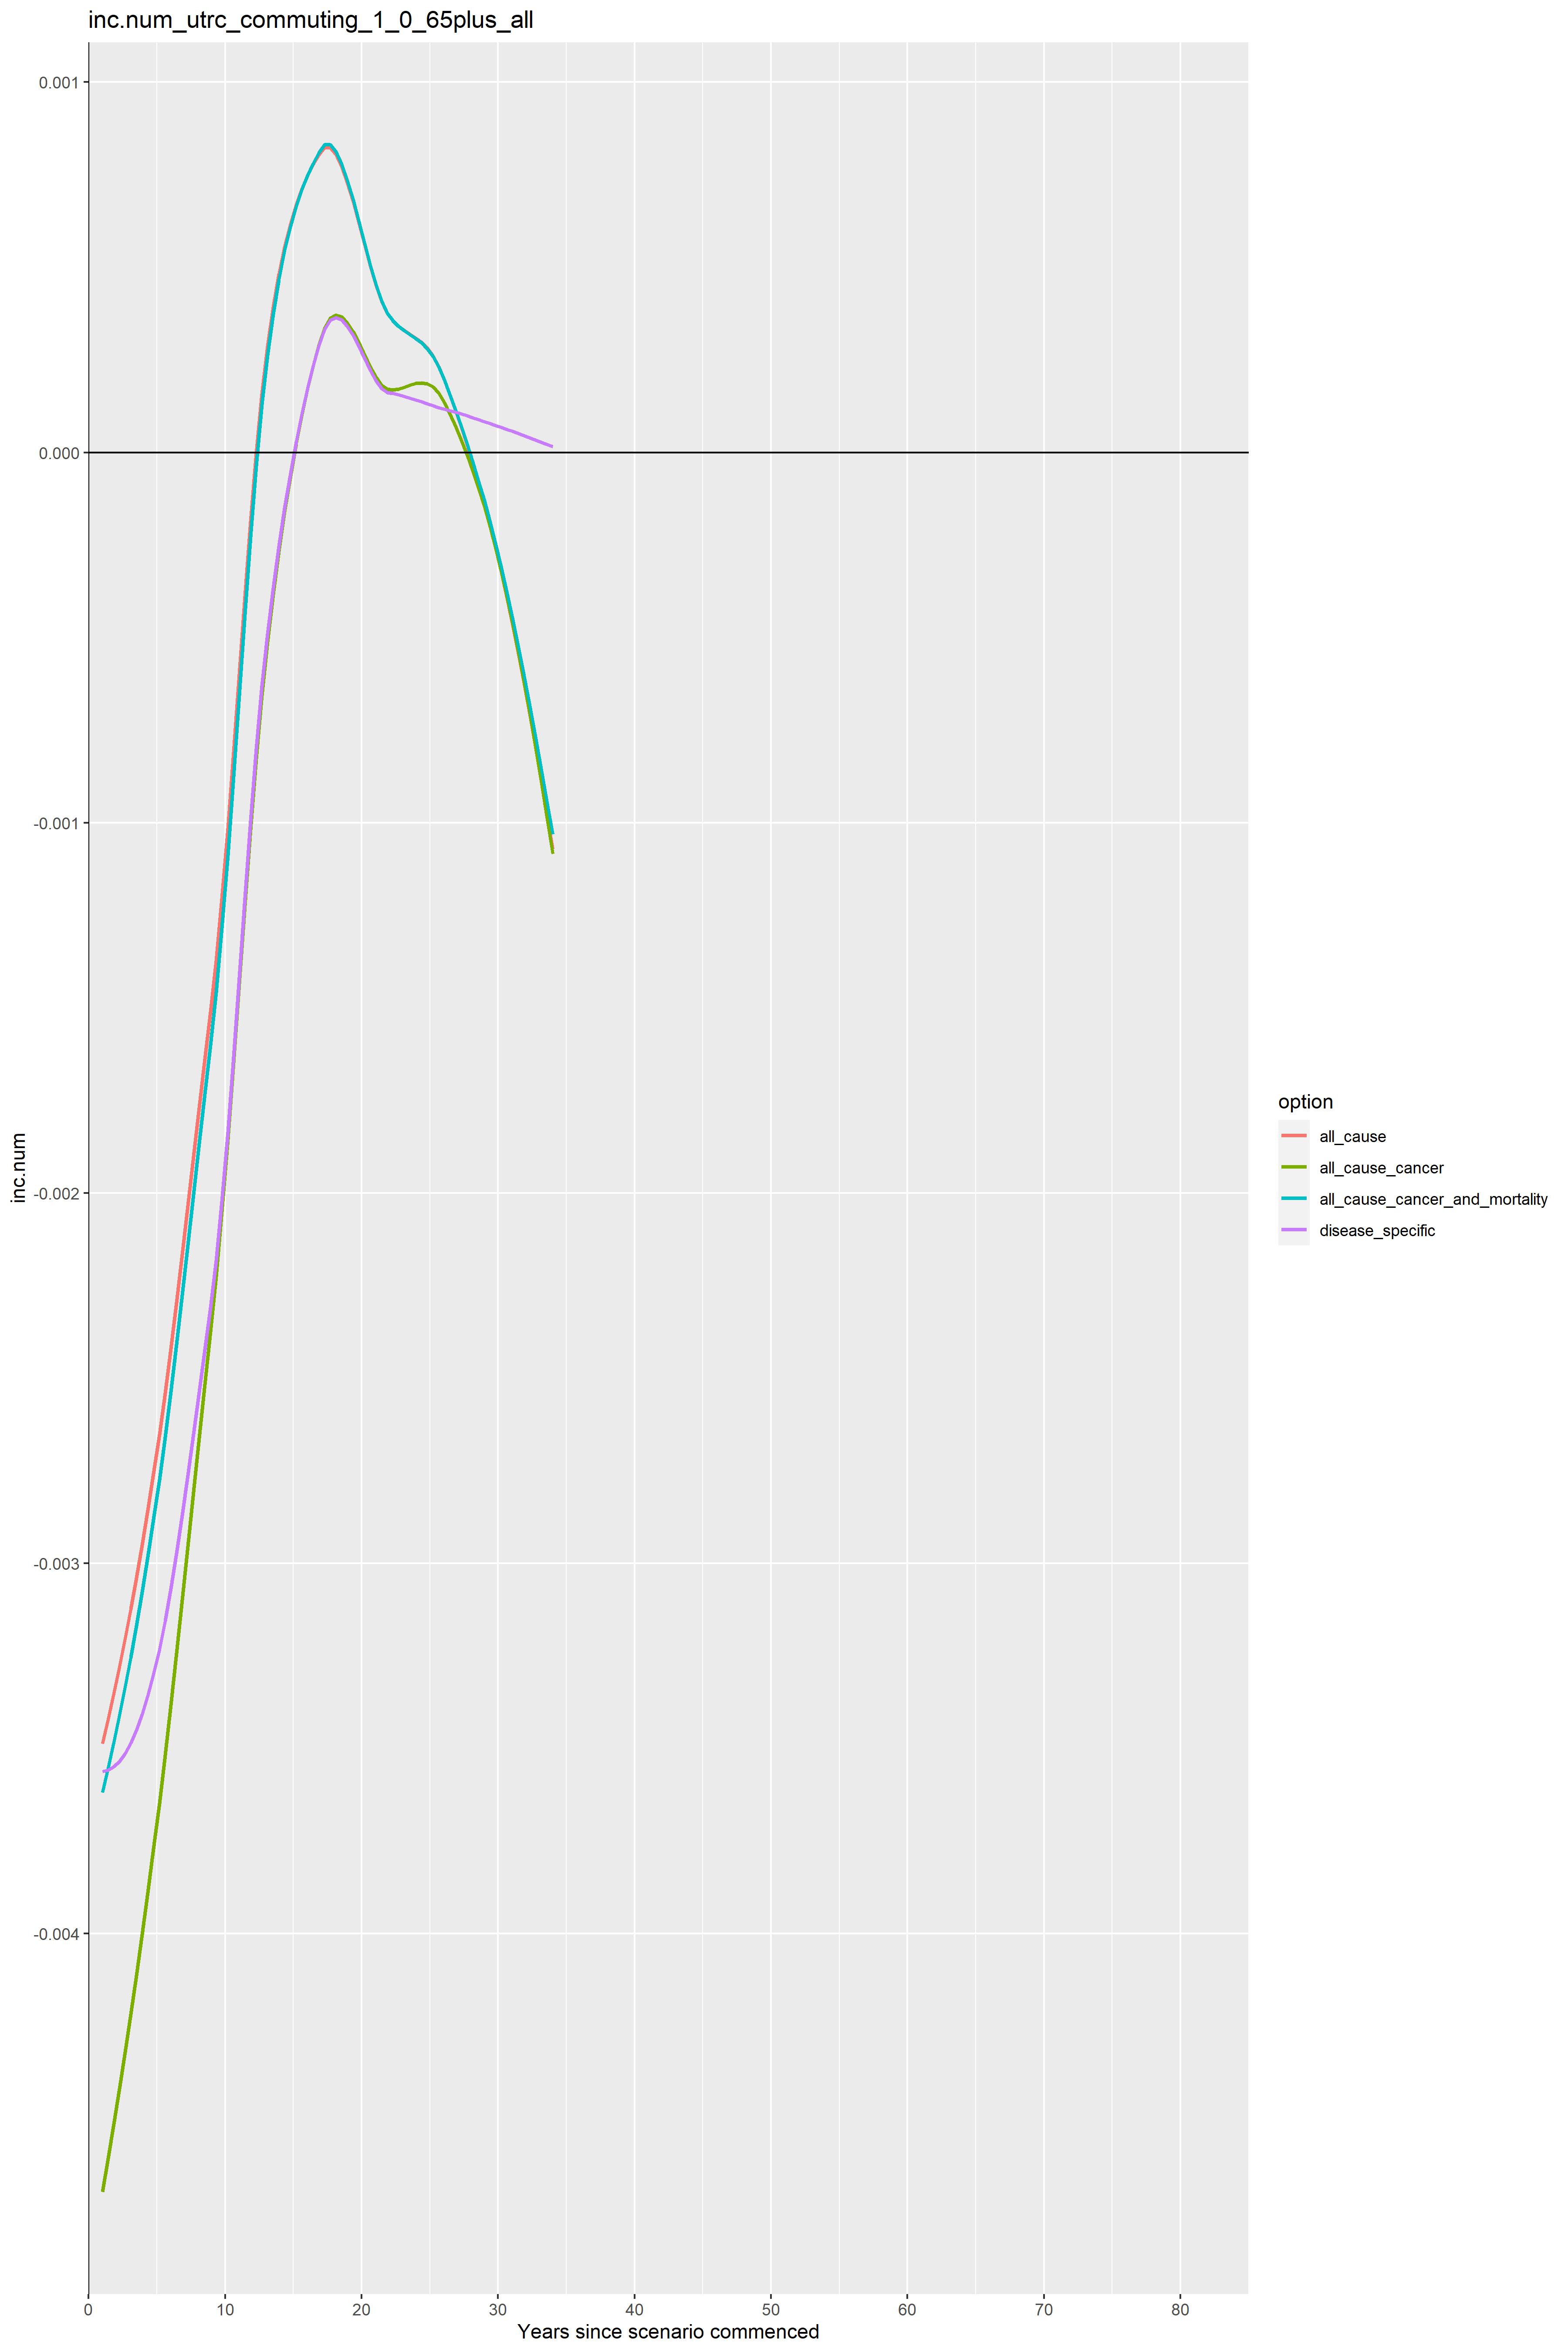 inc.num_utrc_commuting_1_0_65plus_all
0.001
0.000
-0.001
-0.002
-0.003
-0.004
inc.num
0 10 20 30 40 50 60 70 80
Years since scenario commenced
option
all_cause
all_cause_cancer
all_cause_cancer_and_mortality
disease_specific